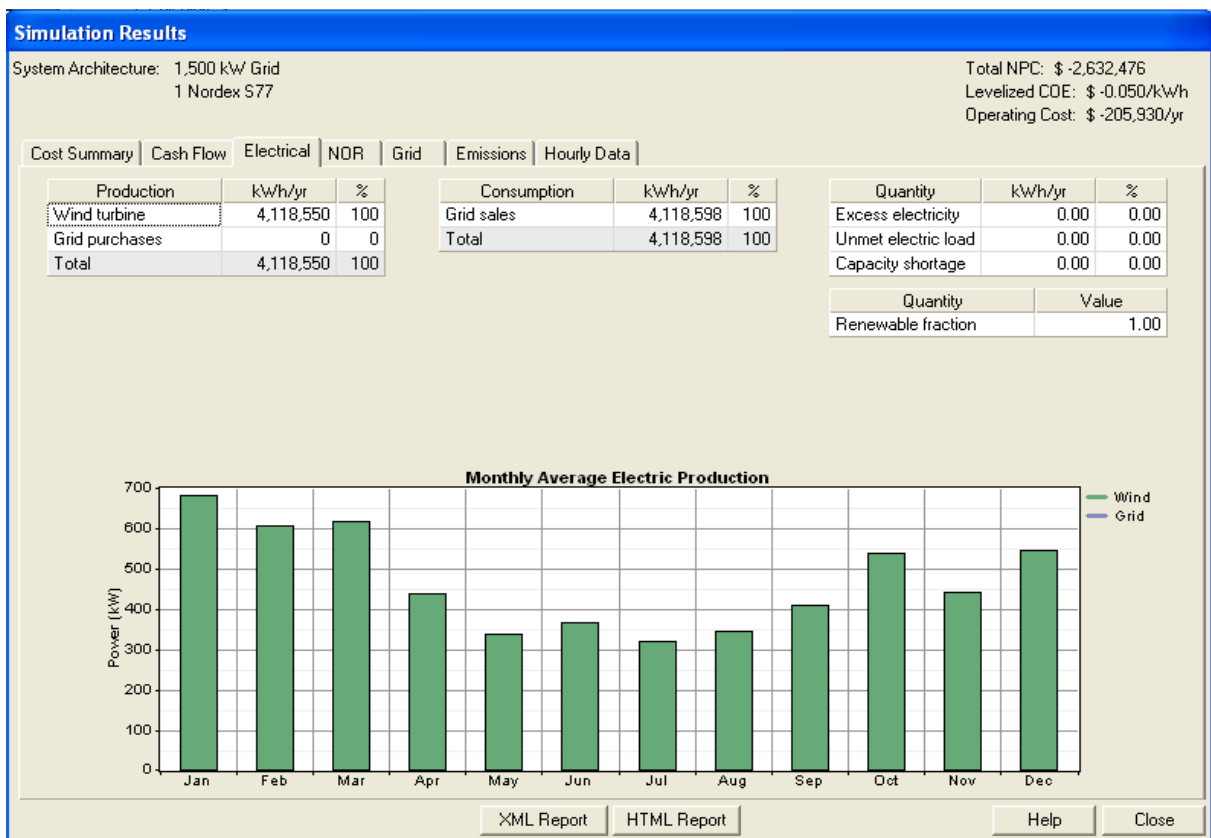 Simulation Results
System Architecture: 1,500 kW Grid
1 Nordex S77
Total NPC: $ -2,632,476
Levelized COE: $ -0.050/kWh
Operating Cost: $ -205,930/yr
Cost Summary Cash Flow Electrical NOR Grid Emissions Hourly Data
Production kWh/yr %
Wind turbine 4,118,550 100
Grid purchases 0 0
Total 4,118,550 100
Consumption kWh/yr %
Grid sales 4,118,598 100
Total 4,118,598 100
Quantity kWh/yr %
Excess electricity 0.00 0.00
Unmet electric load 0.00 0.00
Capacity shortage 0.00 0.00
Quantity Value
Renewable fraction 1.00
Monthly Average Electric Production
Power (kW)
700
600
500
400
300
200
100
0
Jan Feb Mar Apr May Jun Jul Aug Sep Oct Nov Dec
Wind
Grid
XML Report HTML Report Help Close